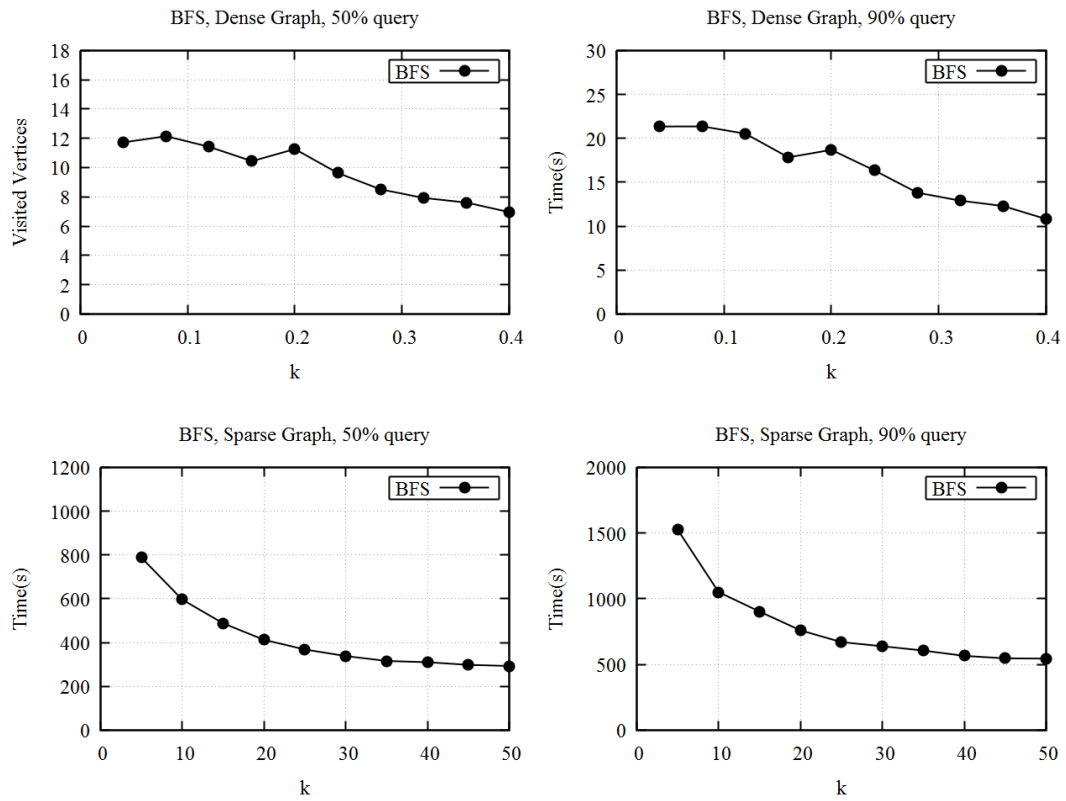 BFS, Dense Graph, 50% query
18
16
14
12
10
8
6
4
2
0
Visited Vertices
BFS
0 0.1 0.2 0.3 0.4
k
BFS, Dense Graph, 90% query
30
25
20
15
10
5
0
Time(s)
BFS
0 0.1 0.2 0.3 0.4
k
BFS, Sparse Graph, 50% query
1200
1000
800
600
400
200
0
Time(s)
BFS
0 10 20 30 40 50
k
BFS, Sparse Graph, 90% query
2000
1500
1000
500
0
Time(s)
BFS
0 10 20 30 40 50
k